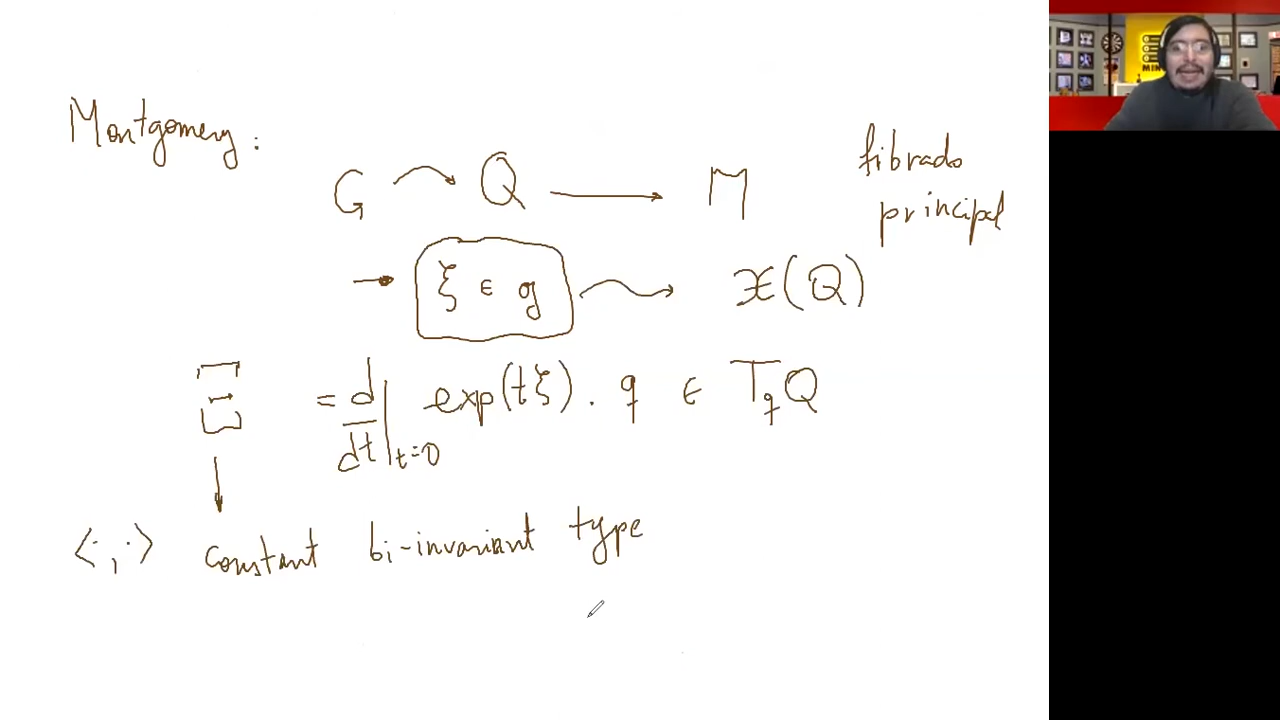 Montgomery:
G ↷ Q ⟶ M
fibrado
principal
→ ξ ∈ g ⇝ 𝔛(Q)
Ξ = d/dt|t=0 exp(tξ) . q ∈ TqQ
↓
<·,·> constant bi-invariant type